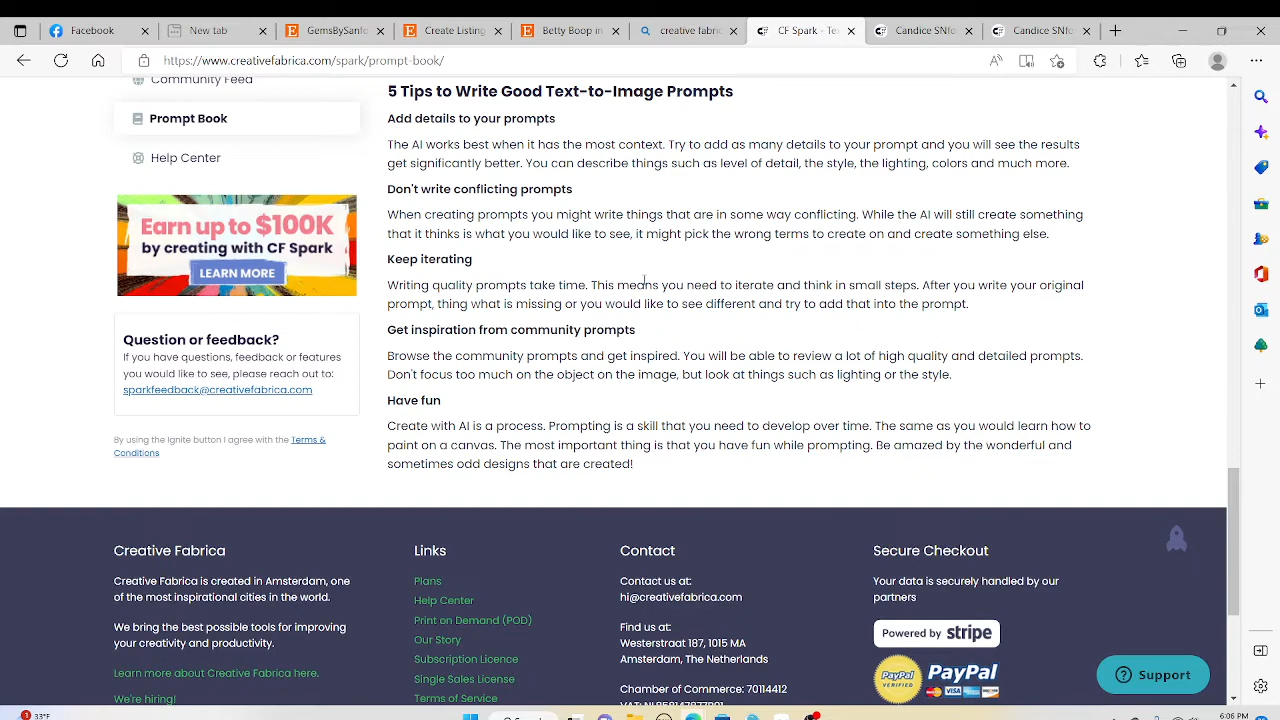 Facebook
New tab
GemsBySanfo
Create Listing
Betty Boop in
creative fabric
CF Spark - Tex
Candice SNfo
Candice SNfo
https://www.creativefabrica.com/spark/prompt-book/
Community Feed
Prompt Book
Help Center
Earn up to $100K
by creating with CF Spark
LEARN MORE
Question or feedback?
If you have questions, feedback or features
you would like to see, please reach out to:
sparkfeedback@creativefabrica.com
By using the Ignite button I agree with the Terms &
Conditions
5 Tips to Write Good Text-to-Image Prompts
Add details to your prompts
The AI works best when it has the most context. Try to add as many details to your prompt and you will see the results
get significantly better. You can describe things such as level of detail, the style, the lighting, colors and much more.
Don't write conflicting prompts
When creating prompts you might write things that are in some way conflicting. While the AI will still create something
that it thinks is what you would like to see, it might pick the wrong terms to create on and create something else.
Keep iterating
Writing quality prompts take time. This means you need to iterate and think in small steps. After you write your original
prompt, thing what is missing or you would like to see different and try to add that into the prompt.
Get inspiration from community prompts
Browse the community prompts and get inspired. You will be able to review a lot of high quality and detailed prompts.
Don't focus too much on the object on the image, but look at things such as lighting or the style.
Have fun
Create with AI is a process. Prompting is a skill that you need to develop over time. The same as you would learn how to
paint on a canvas. The most important thing is that you have fun while prompting. Be amazed by the wonderful and
sometimes odd designs that are created!
Creative Fabrica
Creative Fabrica is created in Amsterdam, one
of the most inspirational cities in the world.
We bring the best possible tools for improving
your creativity and productivity.
Learn more about Creative Fabrica here.
We're hiring!
Links
Plans
Help Center
Print on Demand (POD)
Our Story
Subscription Licence
Single Sales License
Terms of Service
Contact
Contact us at:
hi@creativefabrica.com
Find us at:
Westerstraat 187, 1015 MA
Amsterdam, The Netherlands
Chamber of Commerce: 70114412
Secure Checkout
Your data is securely handled by our
partners
Powered by stripe
PayPal
VERIFIED
PayPal
VISA
Support
33°F
6:06 PM